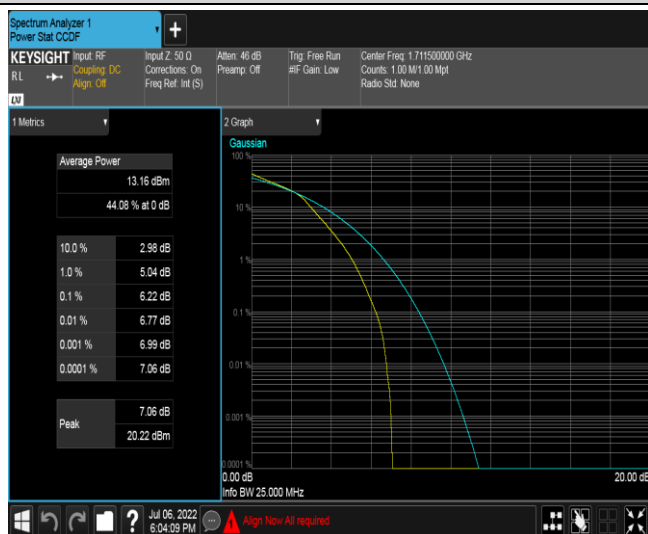 Spectrum Analyzer 1
Power Stat CCDF
+
KEYSIGHT
RL
LXI
Input: RF
Coupling: DC
Align: Off
Input Z: 50 Ω
Corrections: On
Freq Ref: Int (S)
Atten: 46 dB
Preamp: Off
Trig: Free Run
#IF Gain: Low
Center Freq: 1.711500000 GHz
Counts: 1.00 M/1.00 Mpt
Radio Std: None
1 Metrics
Average Power
13.16 dBm
44.08 % at 0 dB
10.0 % 2.98 dB
1.0 % 5.04 dB
0.1 % 6.22 dB
0.01 % 6.77 dB
0.001 % 6.99 dB
0.0001 % 7.06 dB
Peak
7.06 dB
20.22 dBm
2 Graph
Gaussian
100 %
10 %
1 %
0.1 %
0.01 %
0.001 %
0.0001 %
0.00 dB 20.00 dB
Info BW 25.000 MHz
?
Jul 06, 2022
6:04:09 PM
Align Now All required